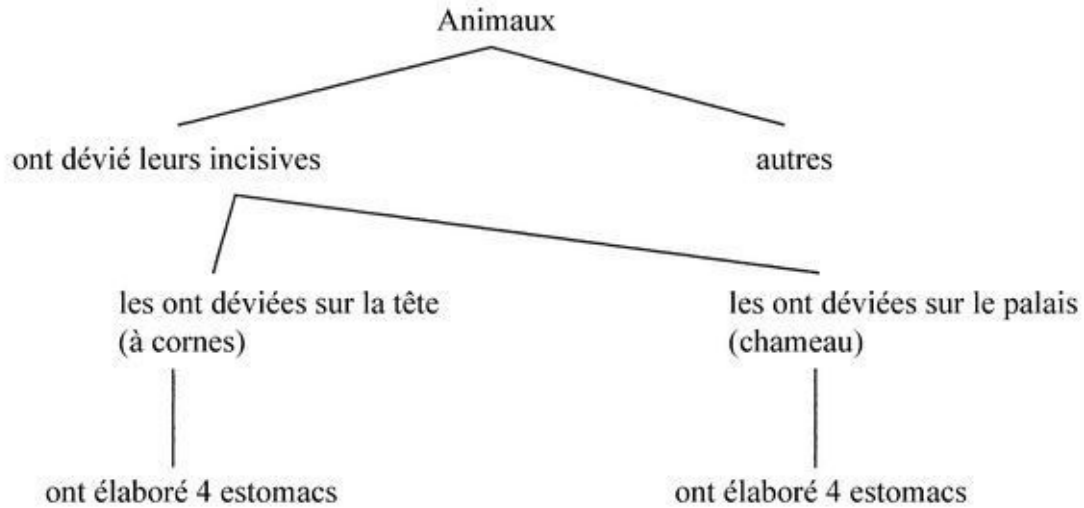 Animaux
ont dévié leurs incisives
autres
les ont déviées sur la tête
(à cornes)
les ont déviées sur le palais
(chameau)
ont élaboré 4 estomacs
ont élaboré 4 estomacs